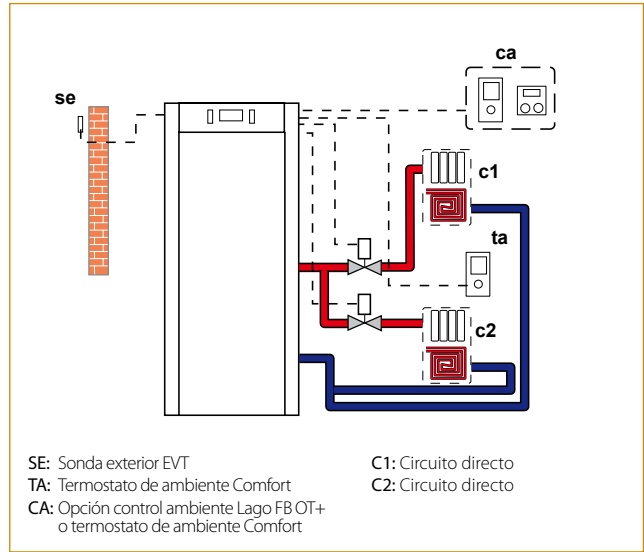 ca
se
c1
ta
c2
SE: Sonda exterior EVT
TA: Termostato de ambiente Comfort
CA: Opción control ambiente Lago FB OT+
o termostato de ambiente Comfort
C1: Circuito directo
C2: Circuito directo